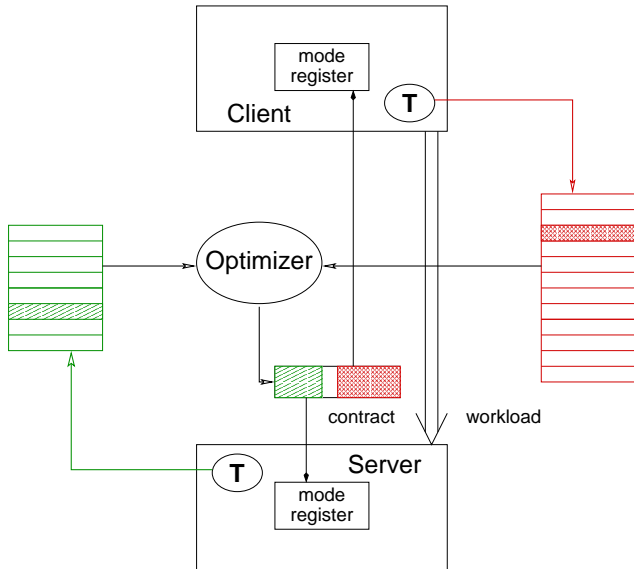 mode
register
T
Client
Optimizer
contract
workload
Server
T
mode
register